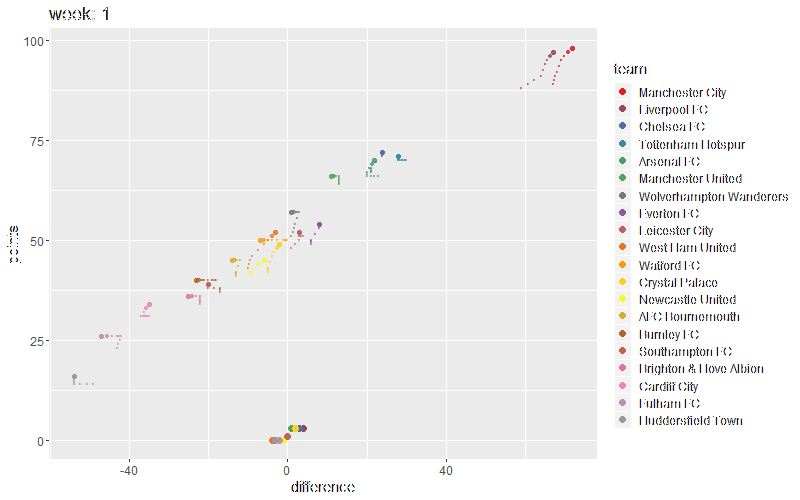 week: 1
100
75
50
25
0
points
-40
0
40
difference
team
Manchester City
Liverpool FC
Chelsea FC
Tottenham Hotspur
Arsenal FC
Manchester United
Wolverhampton Wanderers
Everton FC
Leicester City
West Ham United
Watford FC
Crystal Palace
Newcastle United
AFC Bournemouth
Burnley FC
Southampton FC
Brighton & Hove Albion
Cardiff City
Fulham FC
Huddersfield Town